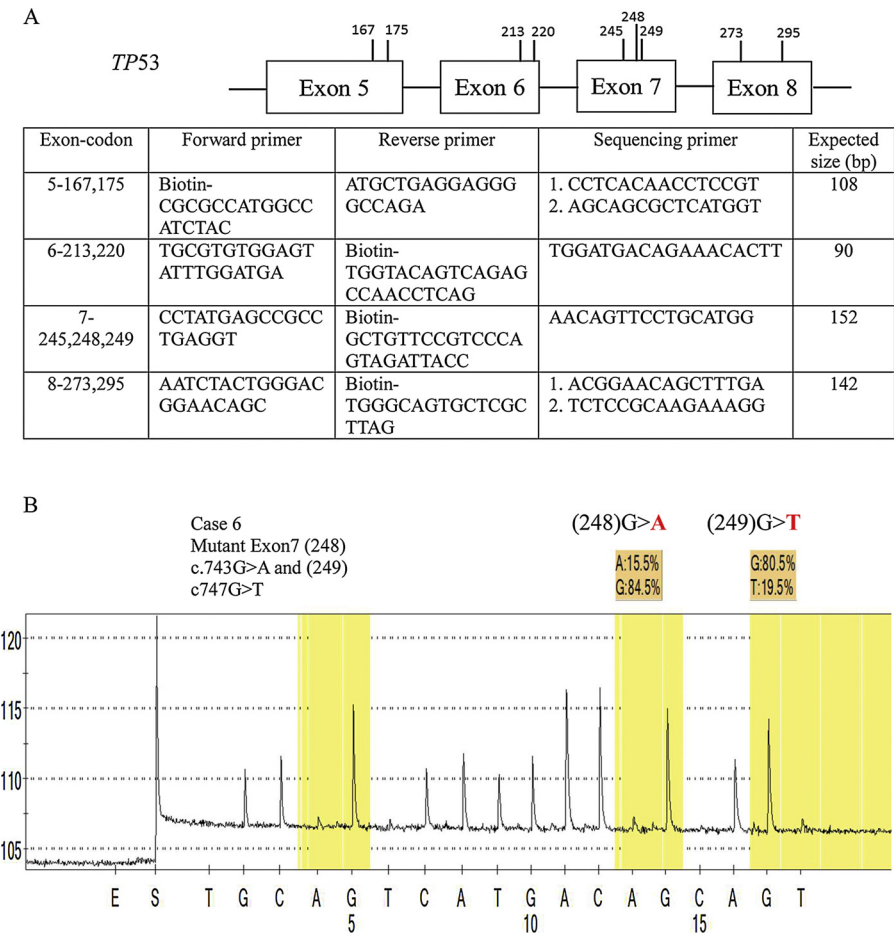 A
167 175 213 220 245 248 249 273 295
TP53
Exon 5 Exon 6 Exon 7 Exon 8
Exon-codon Forward primer Reverse primer Sequencing primer Expected
size (bp)
5-167,175 Biotin- ATGCTGAGGAGGG 1. CCTCACAACCTCCGT 108
CGCGCCATGGCC GCCAGA 2. AGCAGCGCTCATGGT
ATCTAC
6-213,220 TGCGTGTGGAGT Biotin- TGGATGACAGAAACACTT 90
ATTTGGATGA TGGTACAGTCAGAG
CCAACCTCAG
7- CCTATGAGCCGCC Biotin- AACAGTTCCTGCATGG 152
245,248,249 TGAGGT GCTGTTCCGTCCCA
GTAGATTACC
8-273,295 AATCTACTGGGAC Biotin- 1. ACGGAACAGCTTTGA 142
GGAACAGC TGGGCAGTGCTCGC 2. TCTCCGCAAGAAAGG
TTAG
B
Case 6 (248)G>A (249)G>T
Mutant Exon7 (248)
c.743G>A and (249) A:15.5% G:80.5%
c747G>T G:84.5% T:19.5%
120
115
110
105
E S T G C A G T C A T G A C A G C A G T
5 10 15